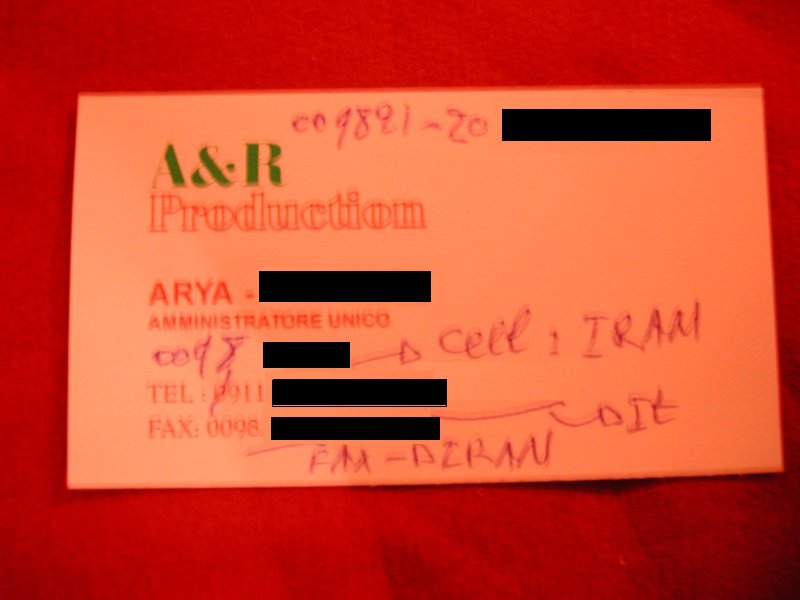 009821-20
A&R
Production
ARYA -
AMMINISTRATORE UNICO
0098 → cell : IRAN
TEL : 0911
FAX: 0098. → It
FAX → IRAN